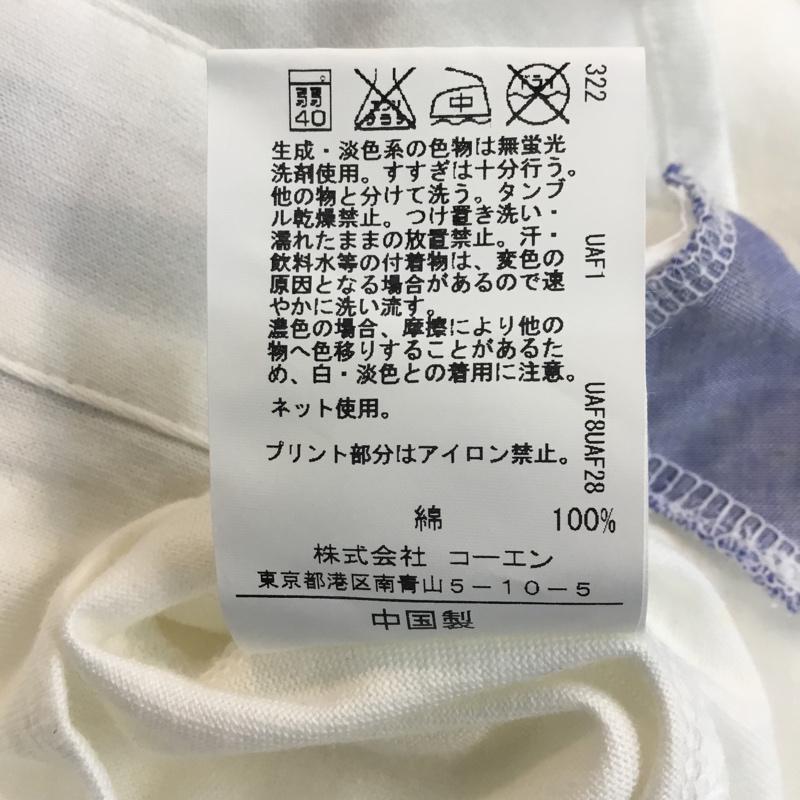 弱
40
エンソ
サラシ
中
ドライ
生成・淡色系の色物は無蛍光
洗剤使用。すすぎは十分行う。
他の物と分けて洗う。タンブ
ル乾燥禁止。つけ置き洗い・
濡れたままの放置禁止。汗・
飲料水等の付着物は、変色の
原因となる場合があるので速
やかに洗い流す。
濃色の場合、摩擦により他の
物へ色移りすることがあるた
め、白・淡色との着用に注意。
ネット使用。
プリント部分はアイロン禁止。
綿 100%
株式会社 コーエン
東京都港区南青山5-10-5
中国製
322
UAF1
UAF8UAF28